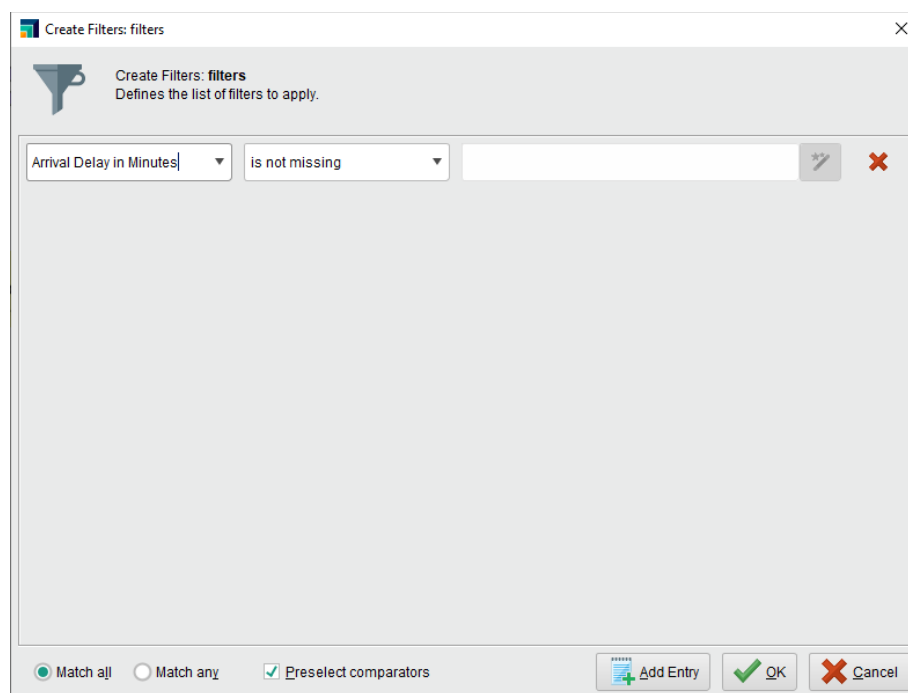 Create Filters: filters
Create Filters: filters
Defines the list of filters to apply.
Arrival Delay in Minutes is not missing
Match all Match any Preselect comparators Add Entry OK Cancel